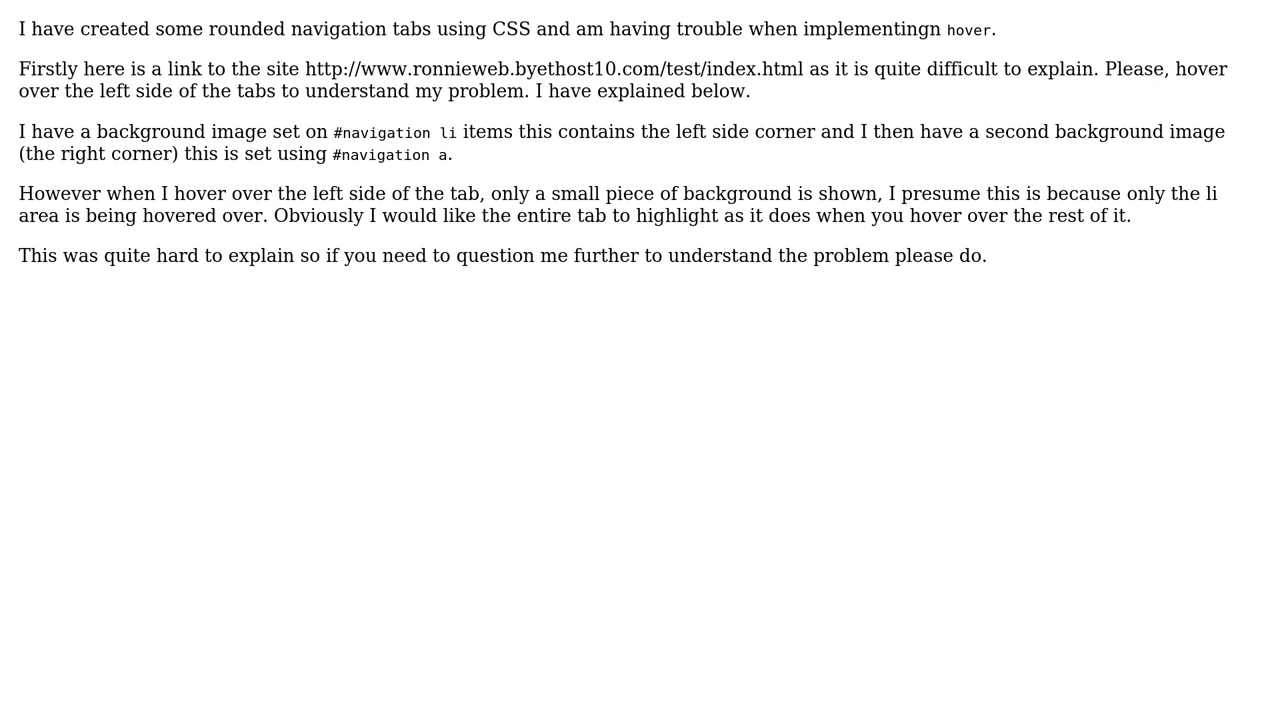 I have created some rounded navigation tabs using CSS and am having trouble when implementingn hover.
Firstly here is a link to the site http://www.ronnieweb.byethost10.com/test/index.html as it is quite difficult to explain. Please, hover
over the left side of the tabs to understand my problem. I have explained below.
I have a background image set on #navigation li items this contains the left side corner and I then have a second background image
(the right corner) this is set using #navigation a.
However when I hover over the left side of the tab, only a small piece of background is shown, I presume this is because only the li
area is being hovered over. Obviously I would like the entire tab to highlight as it does when you hover over the rest of it.
This was quite hard to explain so if you need to question me further to understand the problem please do.